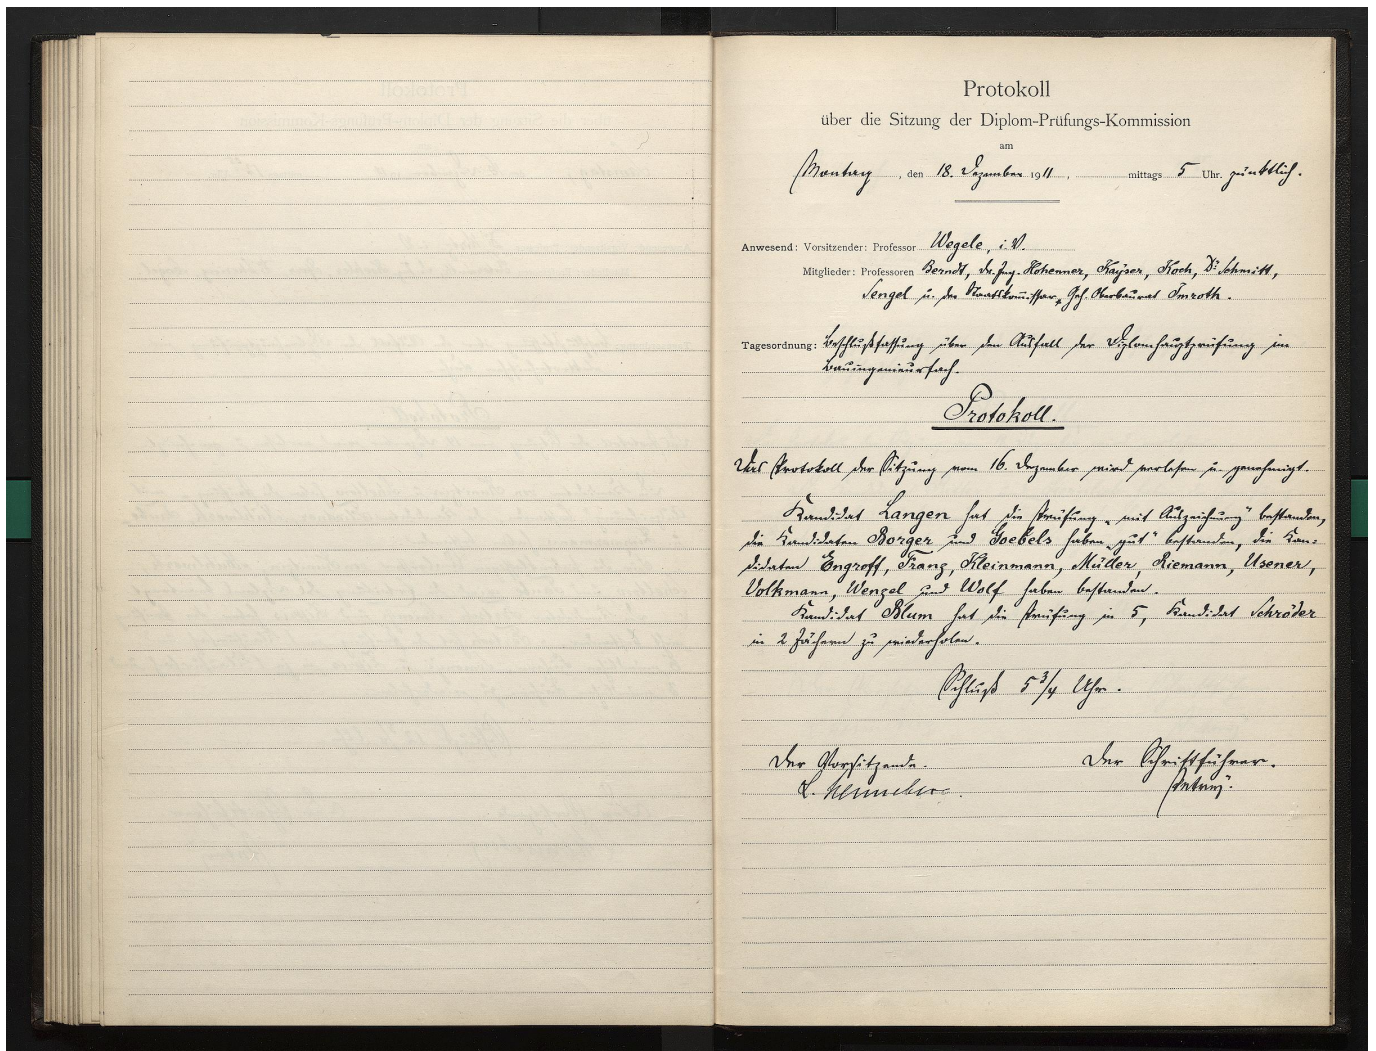 Protokoll
über die Sitzung der Diplom-Prüfungs-Kommission
am
Montag, den 18. Dezember 1911, mittags 5 Uhr. pünktlich.
Anwesend: Vorsitzender: Professor Wegele, i. V.
Mitglieder: Professoren Berndt, Dr. Ing. Hohenner, Kayser, Koch, Dr. Schmitt,
Sengel u. der Staatskom̅issar, Geh. Oberbaurat Imroth.
Tagesordnung: Beschlußfassung über den Ausfall der Diplomhauptprüfung im
Bauingenieurfach.
Protokoll.
Das Protokoll der Sitzung vom 16. Dezember wird verlesen u. genehmigt.
Kandidat Langen hat die Prüfung „mit Auszeichnung" bestanden,
die Kandidaten Borger und Goebels haben „gut" bestanden, die Kan-
didaten Engroff, Franz, Kleinmann, Müller, Riemann, Usener,
Volkmann, Wenzel und Wolf haben bestanden.
Kandidat Blum hat die Prüfung in 5, Kandidat Schröder
in 2 Fächern zu wiederholen.
Schluß 5 3/4 Uhr.
Der Vorsitzende. Der Schriftführer.
L. Henneberg. Petry.